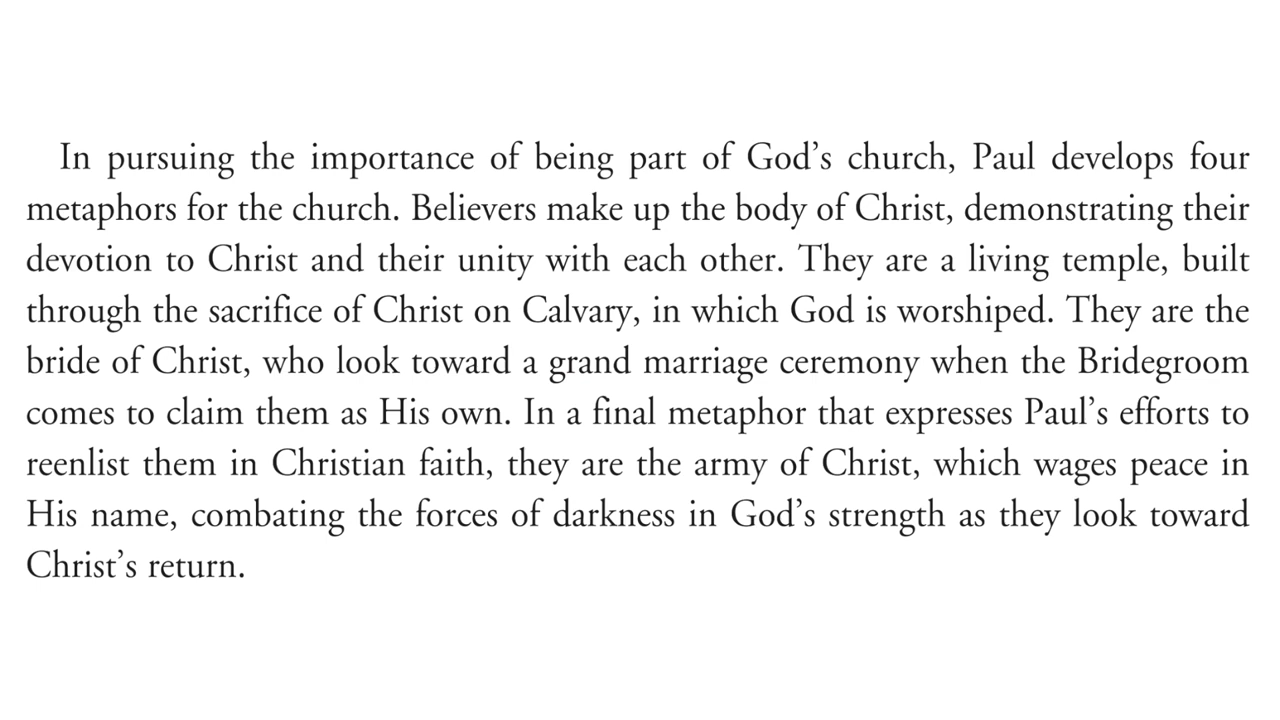 In pursuing the importance of being part of God’s church, Paul develops four
metaphors for the church. Believers make up the body of Christ, demonstrating their
devotion to Christ and their unity with each other. They are a living temple, built
through the sacrifice of Christ on Calvary, in which God is worshiped. They are the
bride of Christ, who look toward a grand marriage ceremony when the Bridegroom
comes to claim them as His own. In a final metaphor that expresses Paul’s efforts to
reenlist them in Christian faith, they are the army of Christ, which wages peace in
His name, combating the forces of darkness in God’s strength as they look toward
Christ’s return.